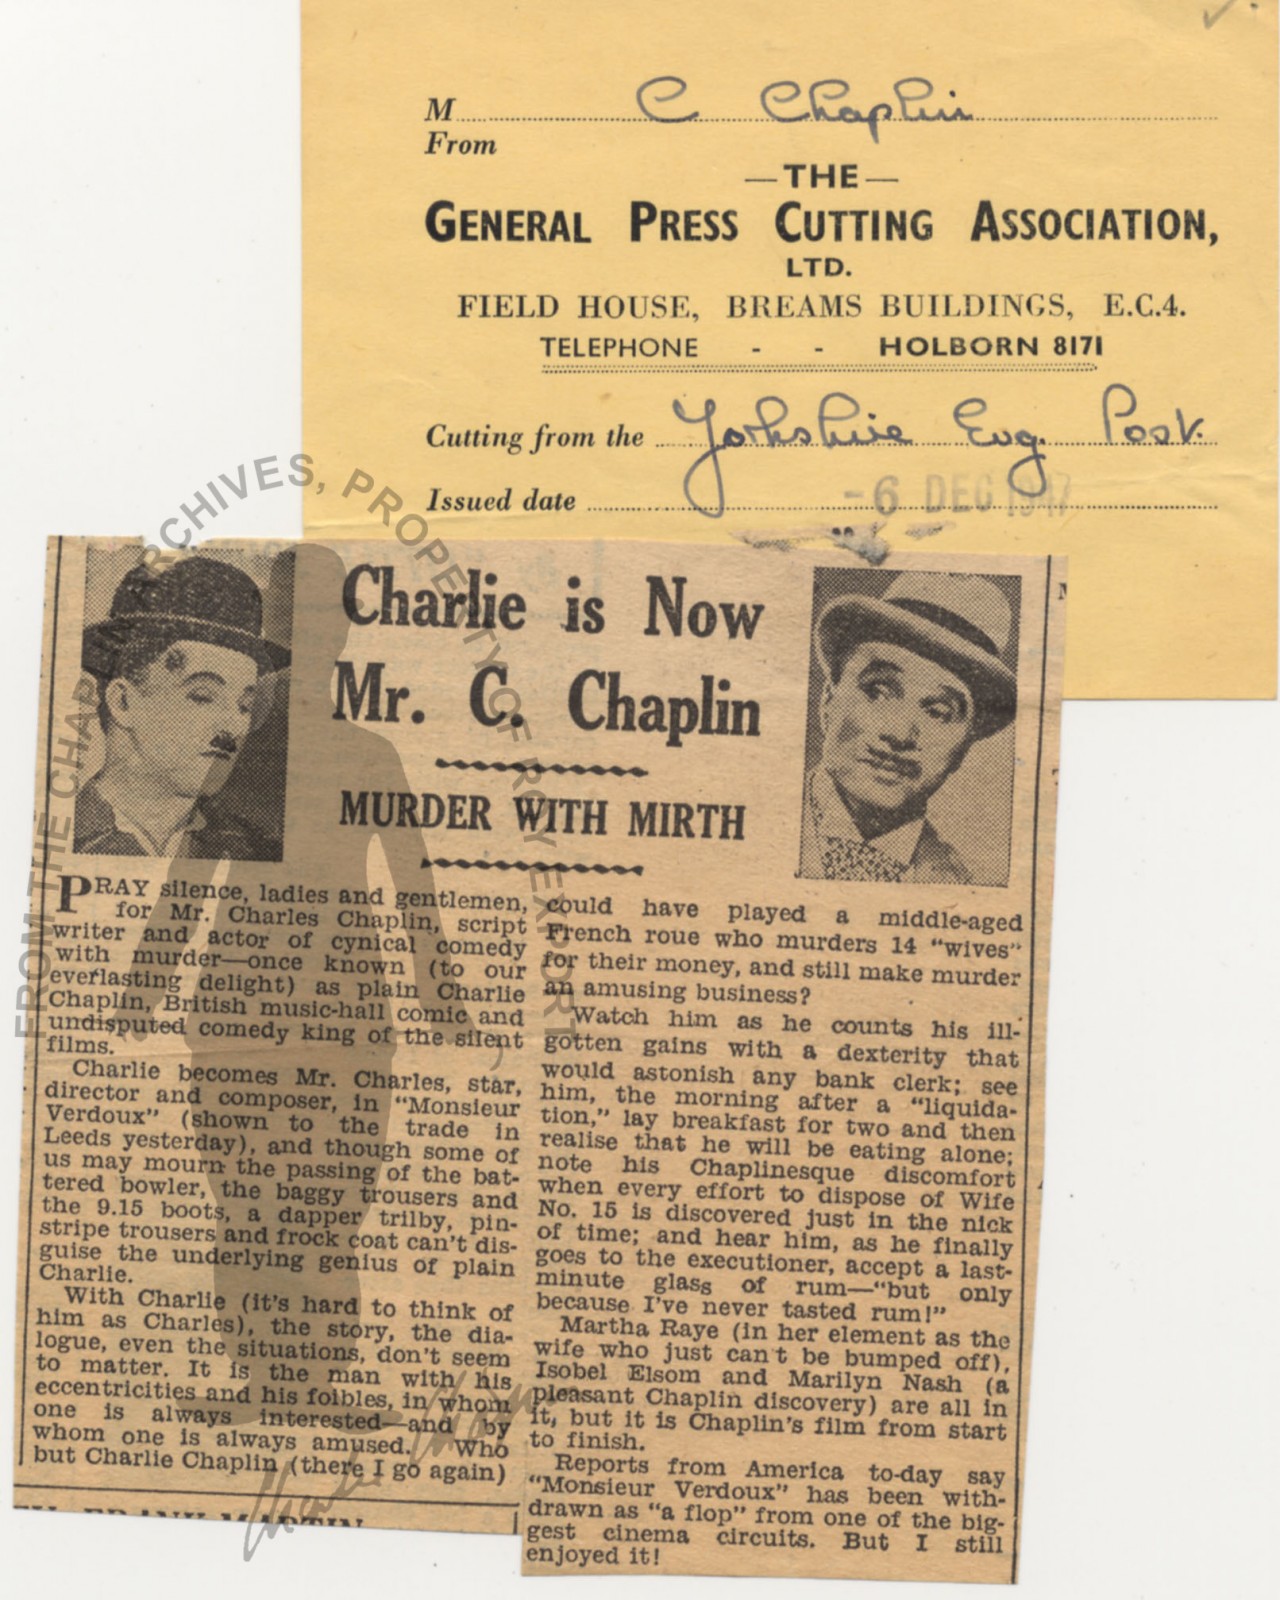 M C Chaplin
From
—THE—
GENERAL PRESS CUTTING ASSOCIATION,
LTD.
FIELD HOUSE, BREAMS BUILDINGS, E.C.4.
TELEPHONE - - HOLBORN 8171
Cutting from the Yorkshire Evg. Post.
Issued date -6 DEC 1947
FROM THE CHAPLIN ARCHIVES, PROPERTY OF ROY EXPORT
Charlie is Now
Mr. C. Chaplin
MURDER WITH MIRTH
PRAY silence, ladies and gentlemen,
for Mr. Charles Chaplin, script
writer and actor of cynical comedy
with murder—once known (to our
everlasting delight) as plain Charlie
Chaplin, British music-hall comic and
undisputed comedy king of the silent
films.
Charlie becomes Mr. Charles, star,
director and composer, in "Monsieur
Verdoux" (shown to the trade in
Leeds yesterday), and though some of
us may mourn the passing of the bat-
tered bowler, the baggy trousers and
the 9.15 boots, a dapper trilby, pin-
stripe trousers and frock coat can't dis-
guise the underlying genius of plain
Charlie.
With Charlie (it's hard to think of
him as Charles), the story, the dia-
logue, even the situations, don't seem
to matter. It is the man with his
eccentricities and his foibles, in whom
one is always interested—and by
whom one is always amused. Who
but Charlie Chaplin (there I go again)
could have played a middle-aged
French roue who murders 14 "wives"
for their money, and still make murder
an amusing business?
Watch him as he counts his ill-
gotten gains with a dexterity that
would astonish any bank clerk; see
him, the morning after a "liquida-
tion," lay breakfast for two and then
realise that he will be eating alone;
note his Chaplinesque discomfort
when every effort to dispose of Wife
No. 15 is discovered just in the nick
of time; and hear him, as he finally
goes to the executioner, accept a last-
minute glass of rum—"but only
because I've never tasted rum!"
Martha Raye (in her element as the
wife who just can't be bumped off),
Isobel Elsom and Marilyn Nash (a
pleasant Chaplin discovery) are all in
it, but it is Chaplin's film from start
to finish.
Reports from America to-day say
"Monsieur Verdoux" has been with-
drawn as "a flop" from one of the big-
gest cinema circuits. But I still
enjoyed it!
FRANK MARTIN
Charlie Chaplin